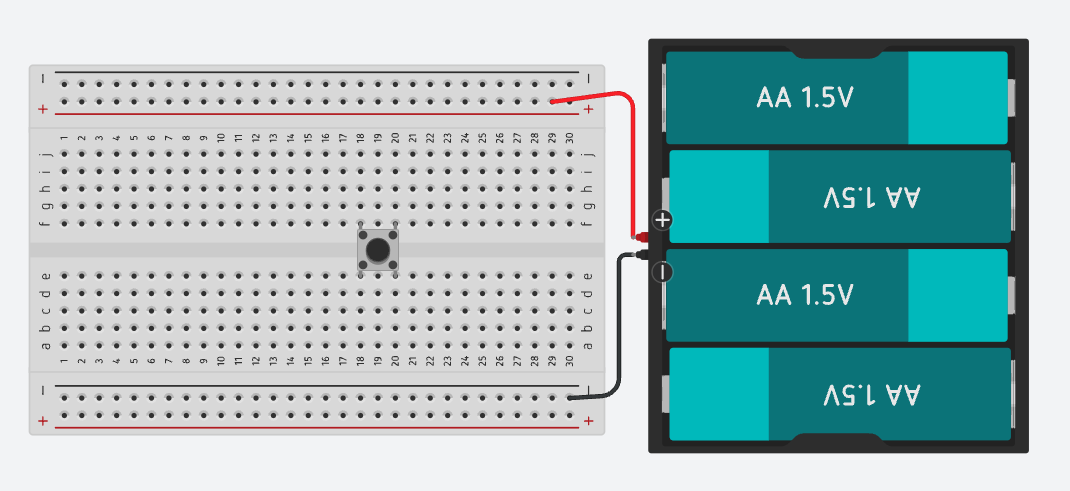 − −
+ +
1 2 3 4 5 6 7 8 9 10 11 12 13 14 15 16 17 18 19 20 21 22 23 24 25 26 27 28 29 30
j j
i i
h h
g g
f f
e e
d d
c c
b b
a a
1 2 3 4 5 6 7 8 9 10 11 12 13 14 15 16 17 18 19 20 21 22 23 24 25 26 27 28 29 30
− −
+ +
AA 1.5V
AA 1.5V
+
−
AA 1.5V
AA 1.5V